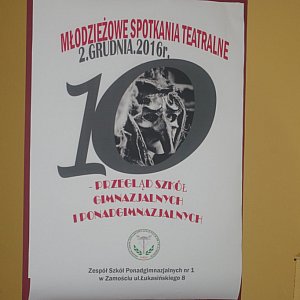 MŁODZIEŻOWE SPOTKANIA TEATRALNE
2.GRUDNIA.2016r.
10
- PRZEGLĄD SZKÓŁ
GIMNAZJALNYCH
I PONADGIMNAZJALNYCH
Zespół Szkół Ponadgimnazjalnych nr 1
w Zamościu ul.Łukasińskiego 8